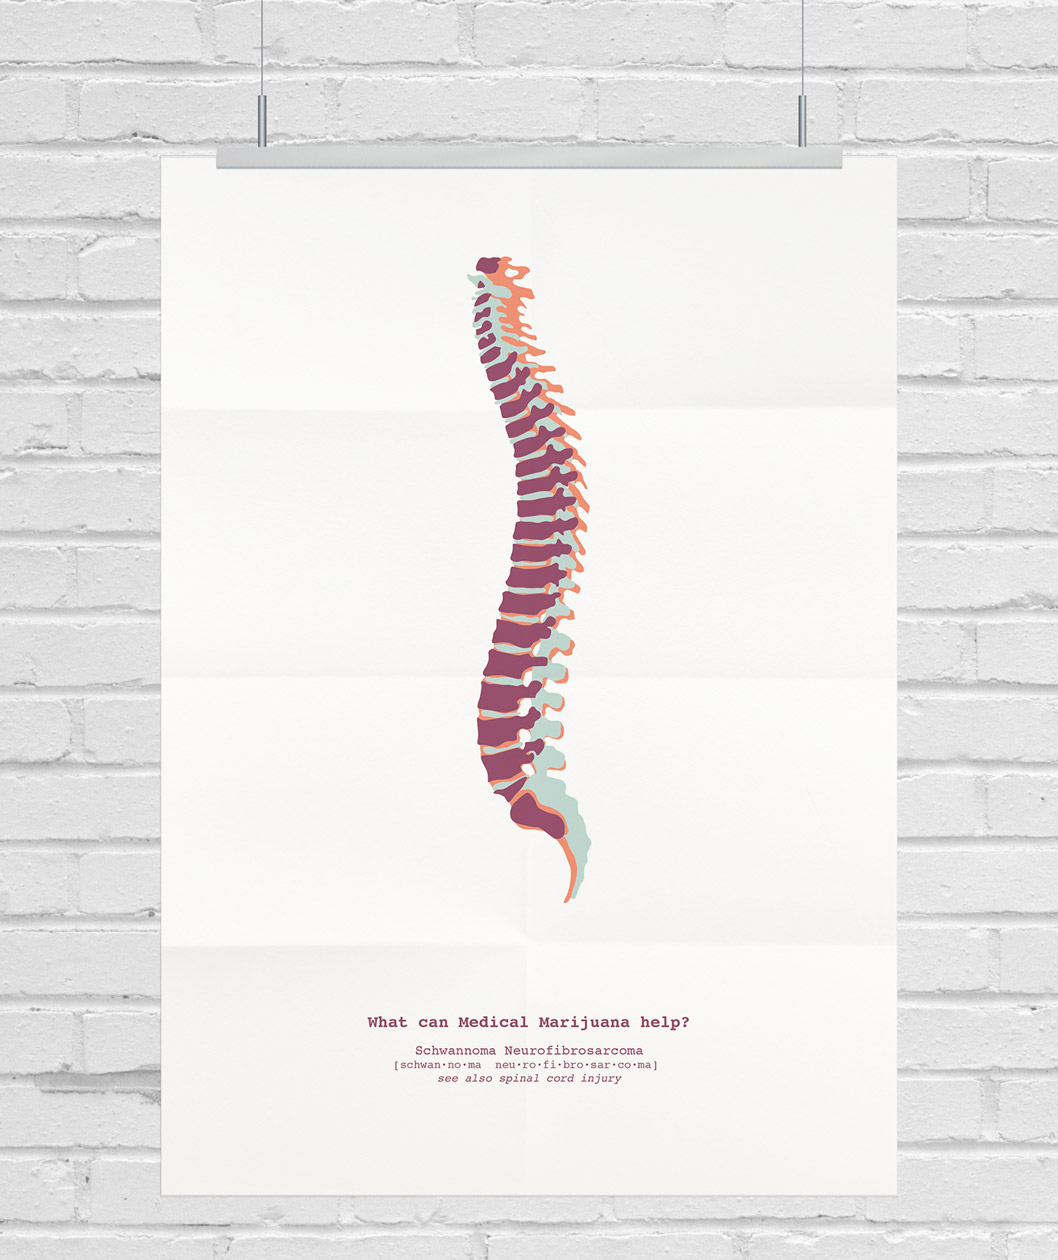 What can Medical Marijuana help?
Schwannoma Neurofibrosarcoma
[schwan·no·ma neu·ro·fi·bro·sar·co·ma]
see also spinal cord injury